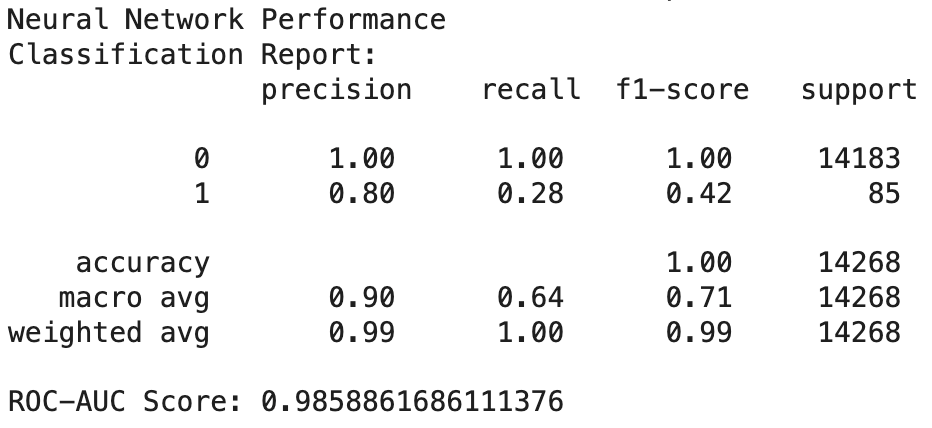 Neural Network Performance
Classification Report:
precision recall f1-score support
0 1.00 1.00 1.00 14183
1 0.80 0.28 0.42 85
accuracy 1.00 14268
macro avg 0.90 0.64 0.71 14268
weighted avg 0.99 1.00 0.99 14268
ROC-AUC Score: 0.9858861686111376